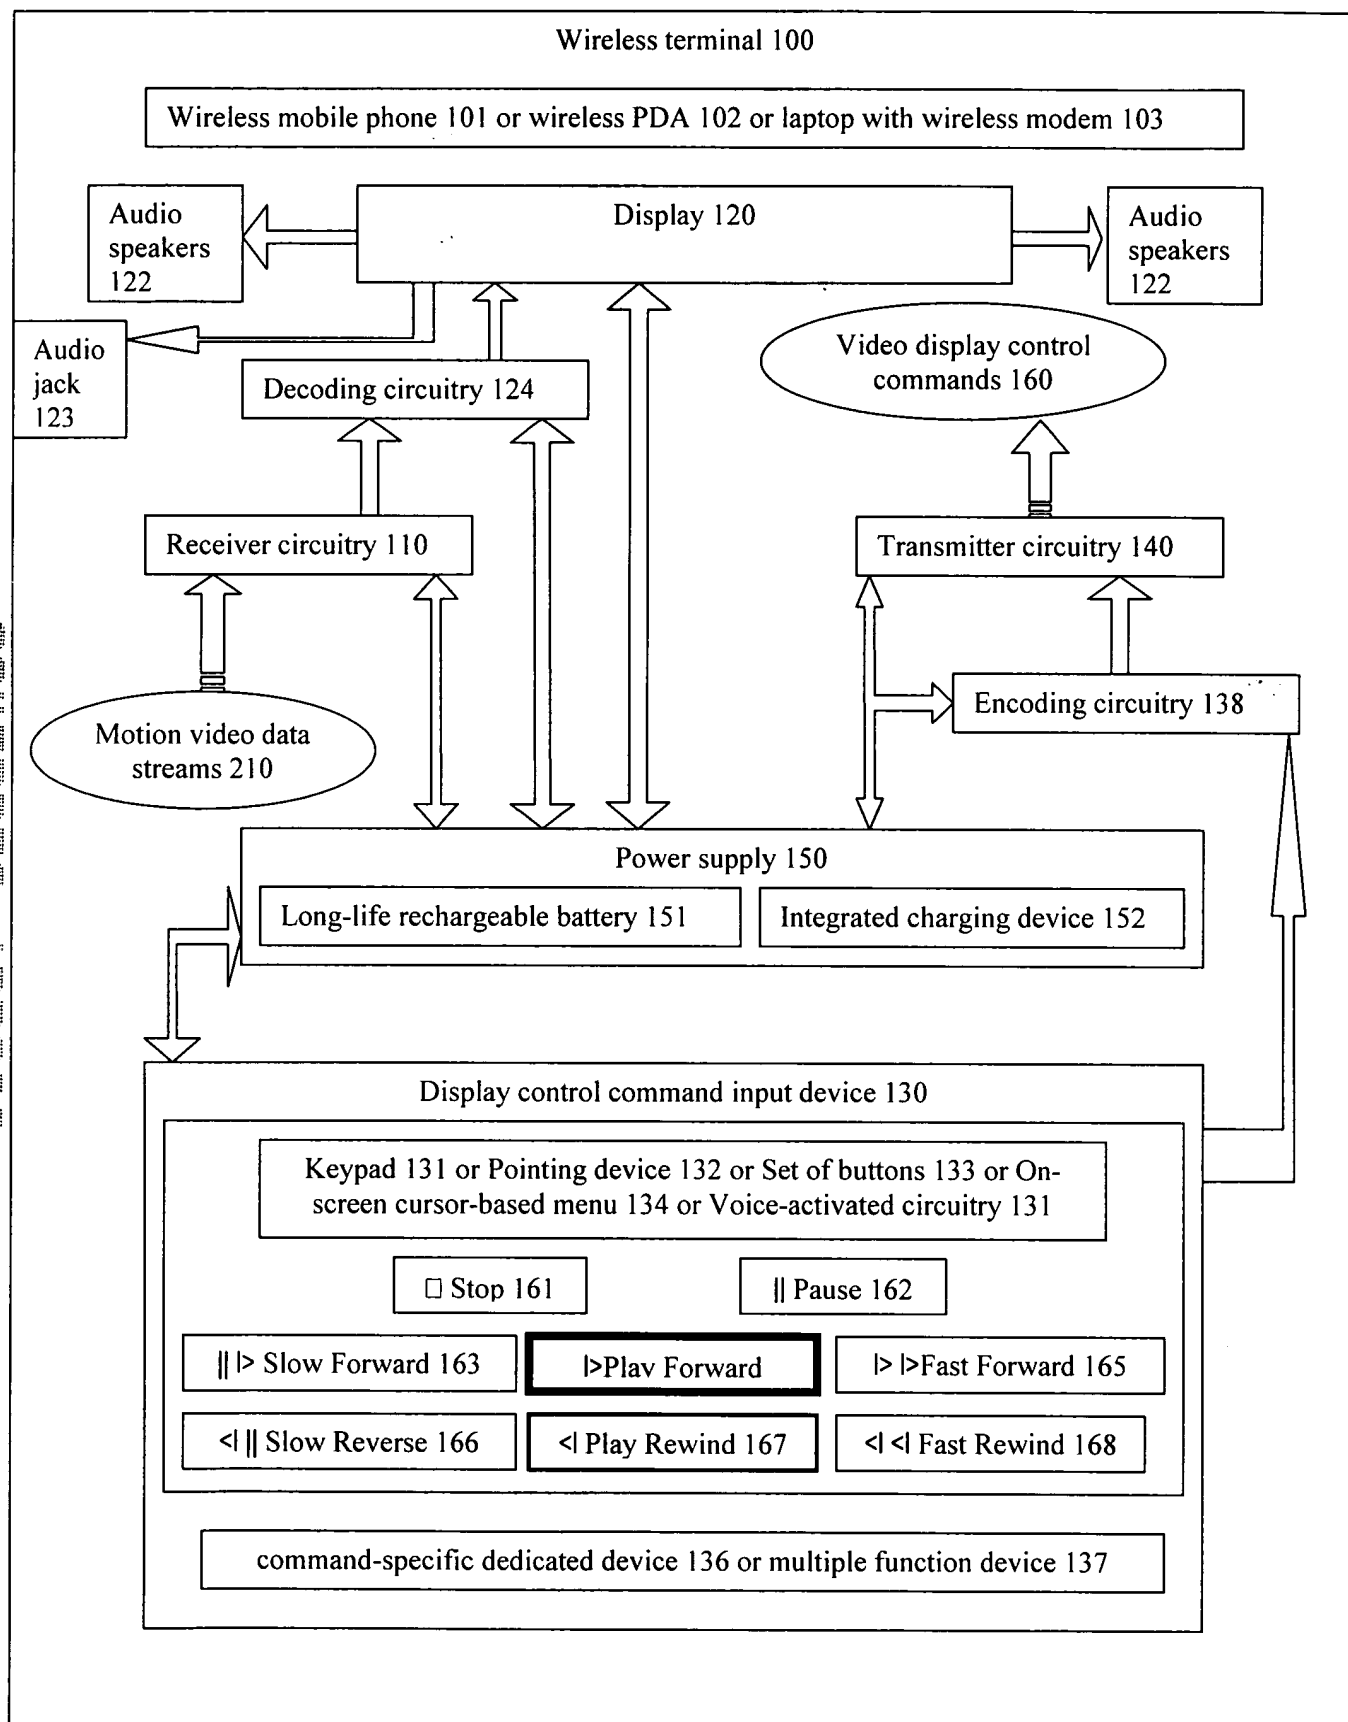 Wireless terminal 100
Wireless mobile phone 101 or wireless PDA 102 or laptop with wireless modem 103
Audio
speakers
122
Display 120
Audio
speakers
122
Audio
jack
123
Decoding circuitry 124
Video display control
commands 160
Receiver circuitry 110
Transmitter circuitry 140
Motion video data
streams 210
Encoding circuitry 138
Power supply 150
Long-life rechargeable battery 151
Integrated charging device 152
Display control command input device 130
Keypad 131 or Pointing device 132 or Set of buttons 133 or On-
screen cursor-based menu 134 or Voice-activated circuitry 131
□ Stop 161
|| Pause 162
|| |> Slow Forward 163
|>Plav Forward
|> |>Fast Forward 165
<| || Slow Reverse 166
<| Play Rewind 167
<| <| Fast Rewind 168
command-specific dedicated device 136 or multiple function device 137